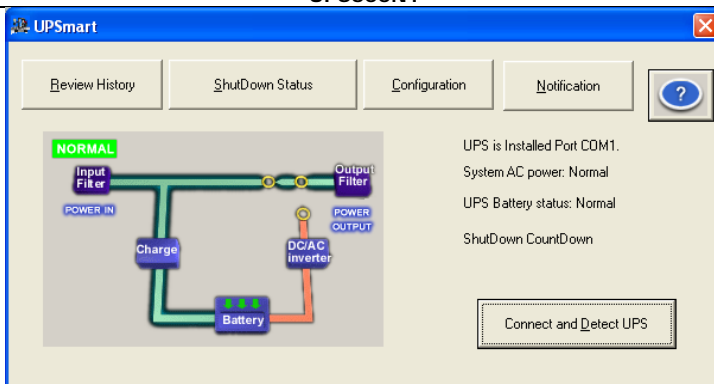 UPSmart
Review History
ShutDown Status
Configuration
Notification
?
NORMAL
Input
Filter
POWER IN
Output
Filter
POWER
OUTPUT
Charge
DC/AC
inverter
Battery
UPS is Installed Port COM1.
System AC power: Normal
UPS Battery status: Normal
ShutDown CountDown
Connect and Detect UPS